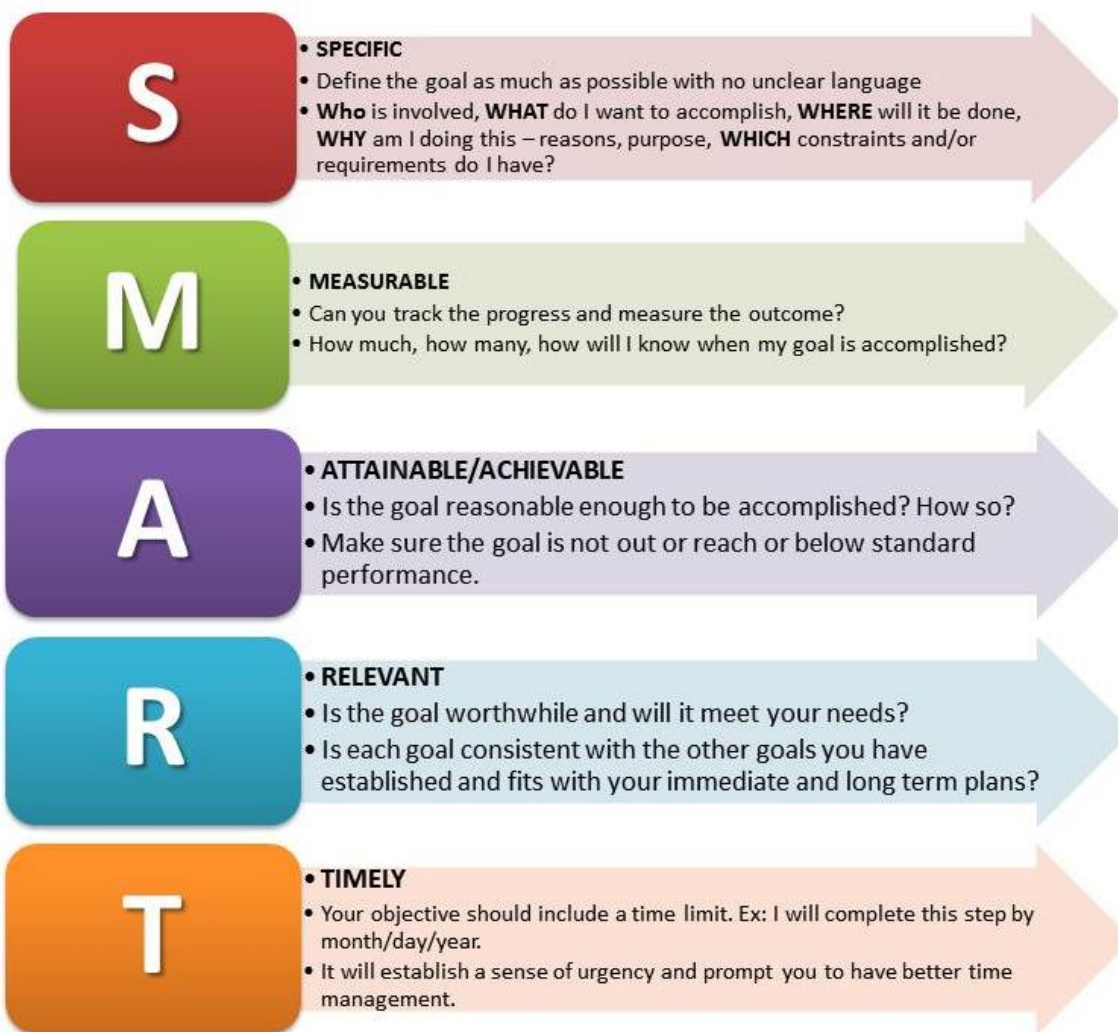 S
• SPECIFIC
• Define the goal as much as possible with no unclear language
• Who is involved, WHAT do I want to accomplish, WHERE will it be done,
WHY am I doing this – reasons, purpose, WHICH constraints and/or
requirements do I have?
M
• MEASURABLE
• Can you track the progress and measure the outcome?
• How much, how many, how will I know when my goal is accomplished?
A
• ATTAINABLE/ACHIEVABLE
• Is the goal reasonable enough to be accomplished? How so?
• Make sure the goal is not out or reach or below standard
performance.
R
• RELEVANT
• Is the goal worthwhile and will it meet your needs?
• Is each goal consistent with the other goals you have
established and fits with your immediate and long term plans?
T
• TIMELY
• Your objective should include a time limit. Ex: I will complete this step by
month/day/year.
• It will establish a sense of urgency and prompt you to have better time
management.